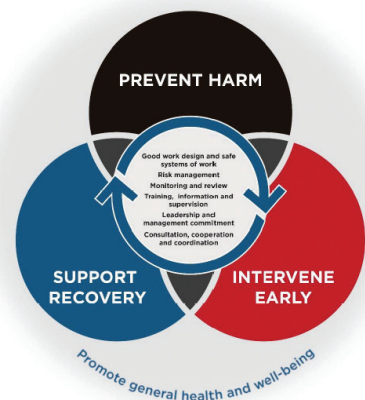 PREVENT HARM
Good work design and safe
systems of work
Risk management
Monitoring and review
Training, information and
supervision
Leadership and
management commitment
Consultation, cooperation
and coordination
SUPPORT
RECOVERY
INTERVENE
EARLY
Promote general health and well-being